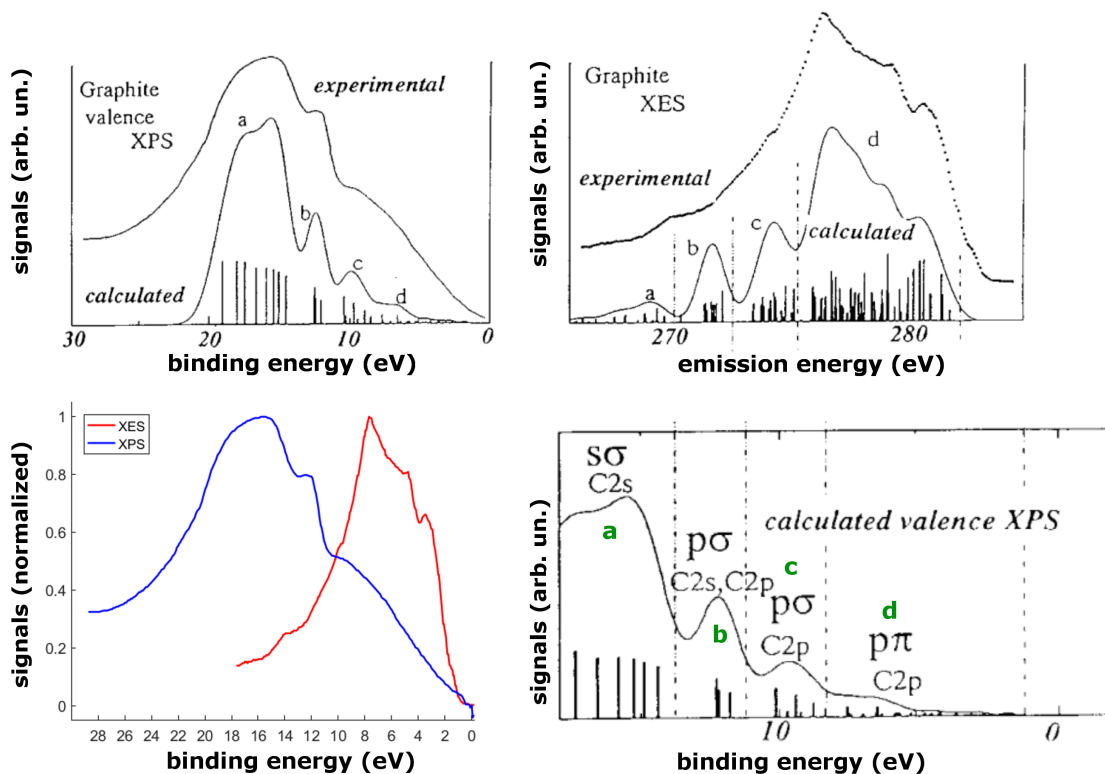 signals (arb. un.)
Graphite
valence
XPS
experimental
a
b
c
d
calculated
30
20
10
0
binding energy (eV)
signals (arb. un.)
Graphite
XES
experimental
d
c
b
a
calculated
270
280
emission energy (eV)
signals (normalized)
XES
XPS
1
0.8
0.6
0.4
0.2
0
28 26 24 22 20 18 16 14 12 10 8 6 4 2 0
binding energy (eV)
signals (arb. un.)
sσ
C2s
a
pσ
C2s,C2p
b
calculated valence XPS
c
pσ
C2p
d
pπ
C2p
10
0
binding energy (eV)